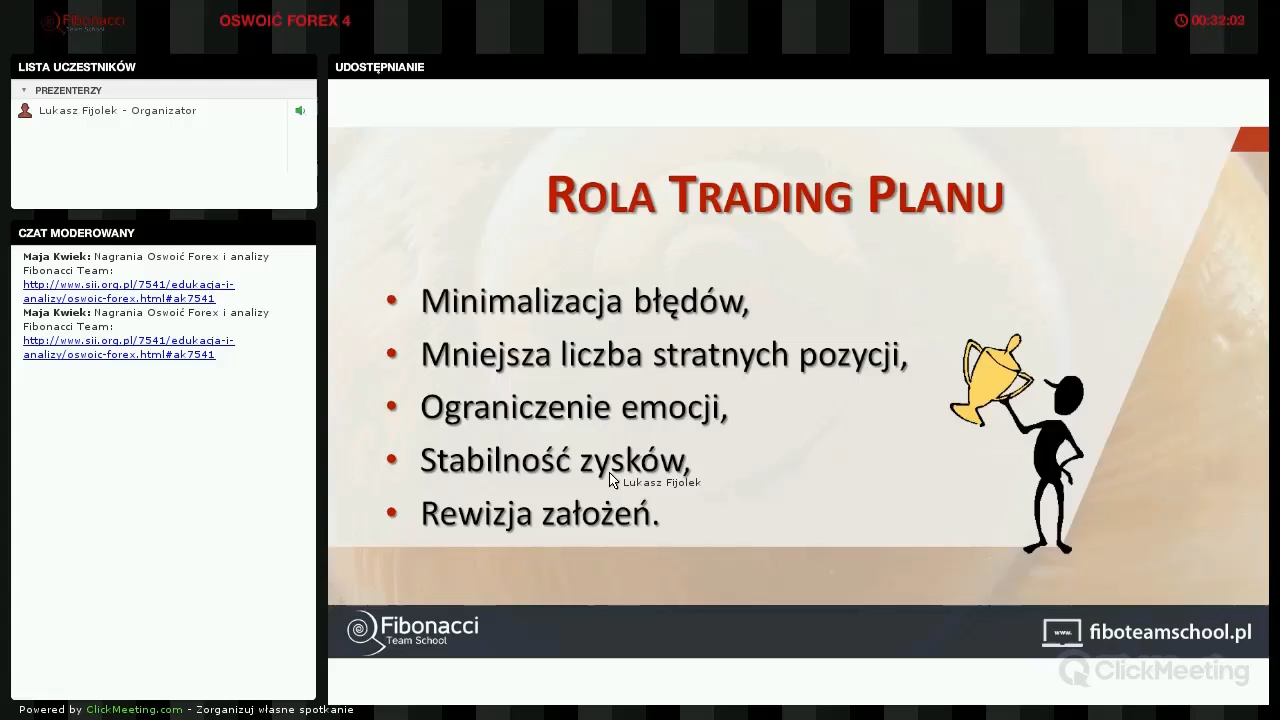 Fibonacci
Team School
OSWOIĆ FOREX 4
00:32:03
LISTA UCZESTNIKÓW
PREZENTERZY
Lukasz Fijolek - Organizator
CZAT MODEROWANY
Maja Kwiek: Nagrania Oswoić Forex i analizy
Fibonacci Team:
http://www.sii.org.pl/7541/edukacja-i-
analizy/oswoic-forex.html#ak7541
Maja Kwiek: Nagrania Oswoić Forex i analizy
Fibonacci Team:
http://www.sii.org.pl/7541/edukacja-i-
analizy/oswoic-forex.html#ak7541
Powered by ClickMeeting.com - Zorganizuj własne spotkanie
UDOSTĘPNIANIE
ROLA TRADING PLANU
• Minimalizacja błędów,
• Mniejsza liczba stratnych pozycji,
• Ograniczenie emocji,
• Stabilność zysków,
Lukasz Fijolek
• Rewizja założeń.
Fibonacci
Team School
www.
fiboteamschool.pl
ClickMeeting